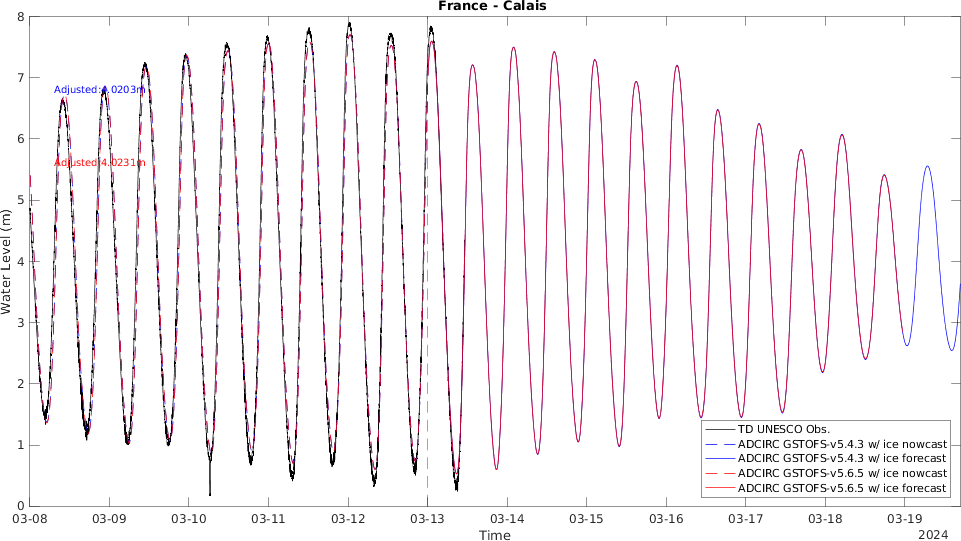 France - Calais
8
7
6
5
4
3
2
1
0
Water Level (m)
Adjusted:4.0203m
Adjusted:4.0231m
TD UNESCO Obs.
ADCIRC GSTOFS-v5.4.3 w/ ice nowcast
ADCIRC GSTOFS-v5.4.3 w/ ice forecast
ADCIRC GSTOFS-v5.6.5 w/ ice nowcast
ADCIRC GSTOFS-v5.6.5 w/ ice forecast
03-08 03-09 03-10 03-11 03-12 03-13 03-14 03-15 03-16 03-17 03-18 03-19
Time
2024